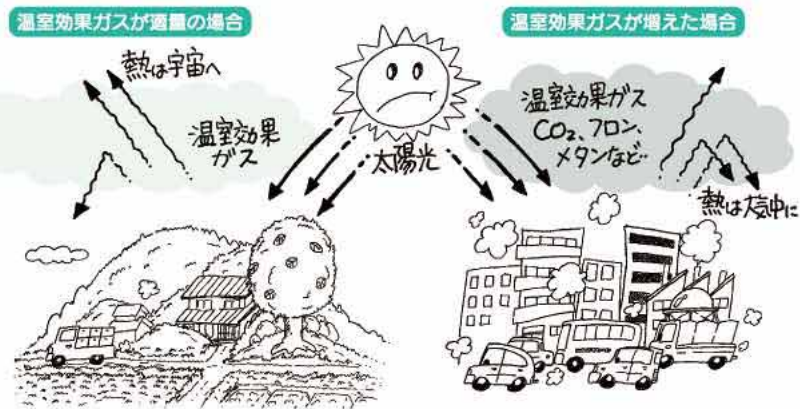 温室効果ガスが適量の場合
熱は宇宙へ
温室効果
ガス
太陽光
温室効果ガスが増えた場合
温室効果ガス
CO₂、フロン、
メタンなど…
熱は大気中に